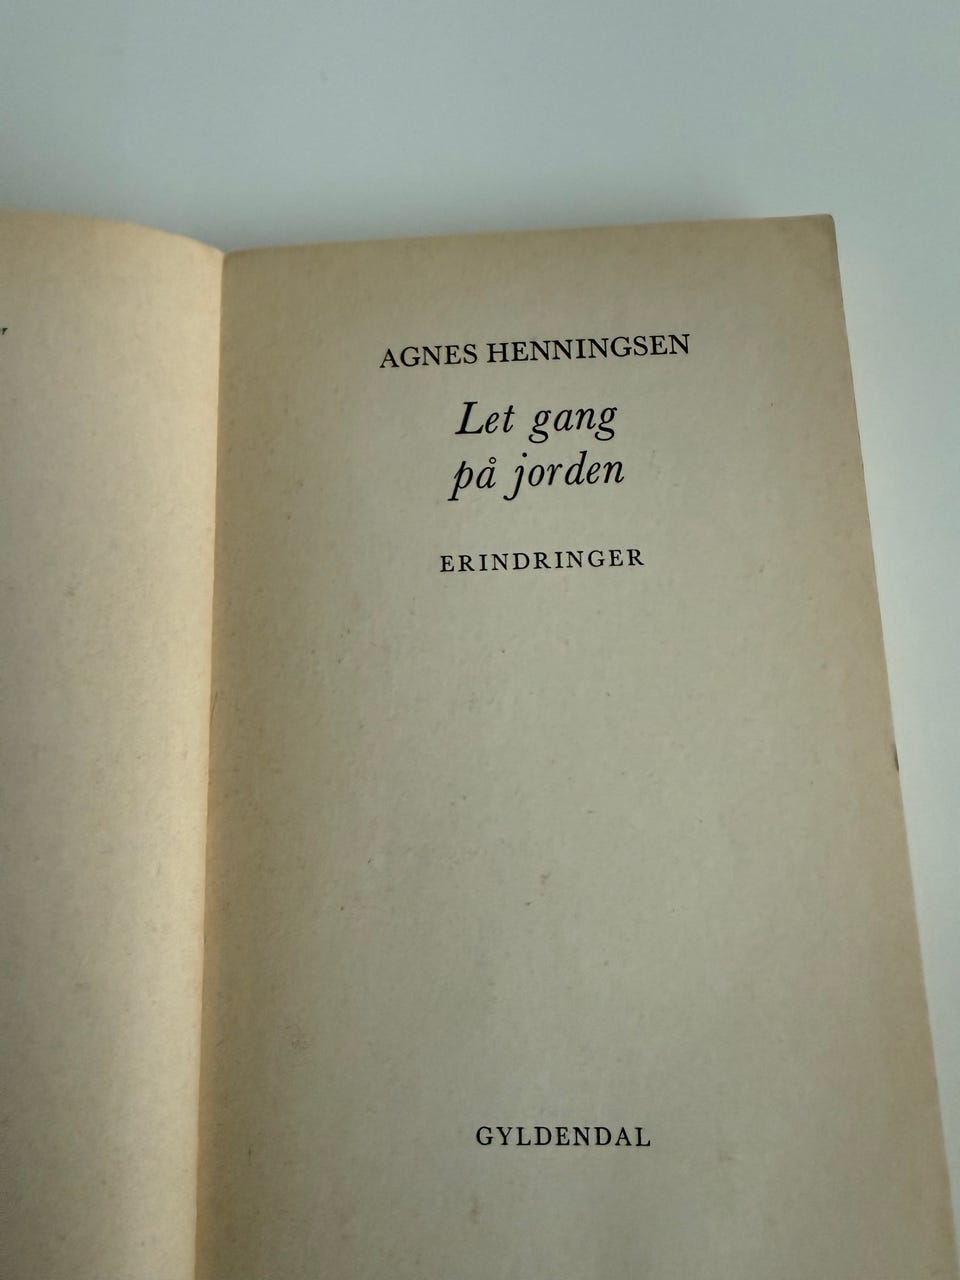 AGNES HENNINGSEN
Let gang
på jorden
ERINDRINGER
GYLDENDAL